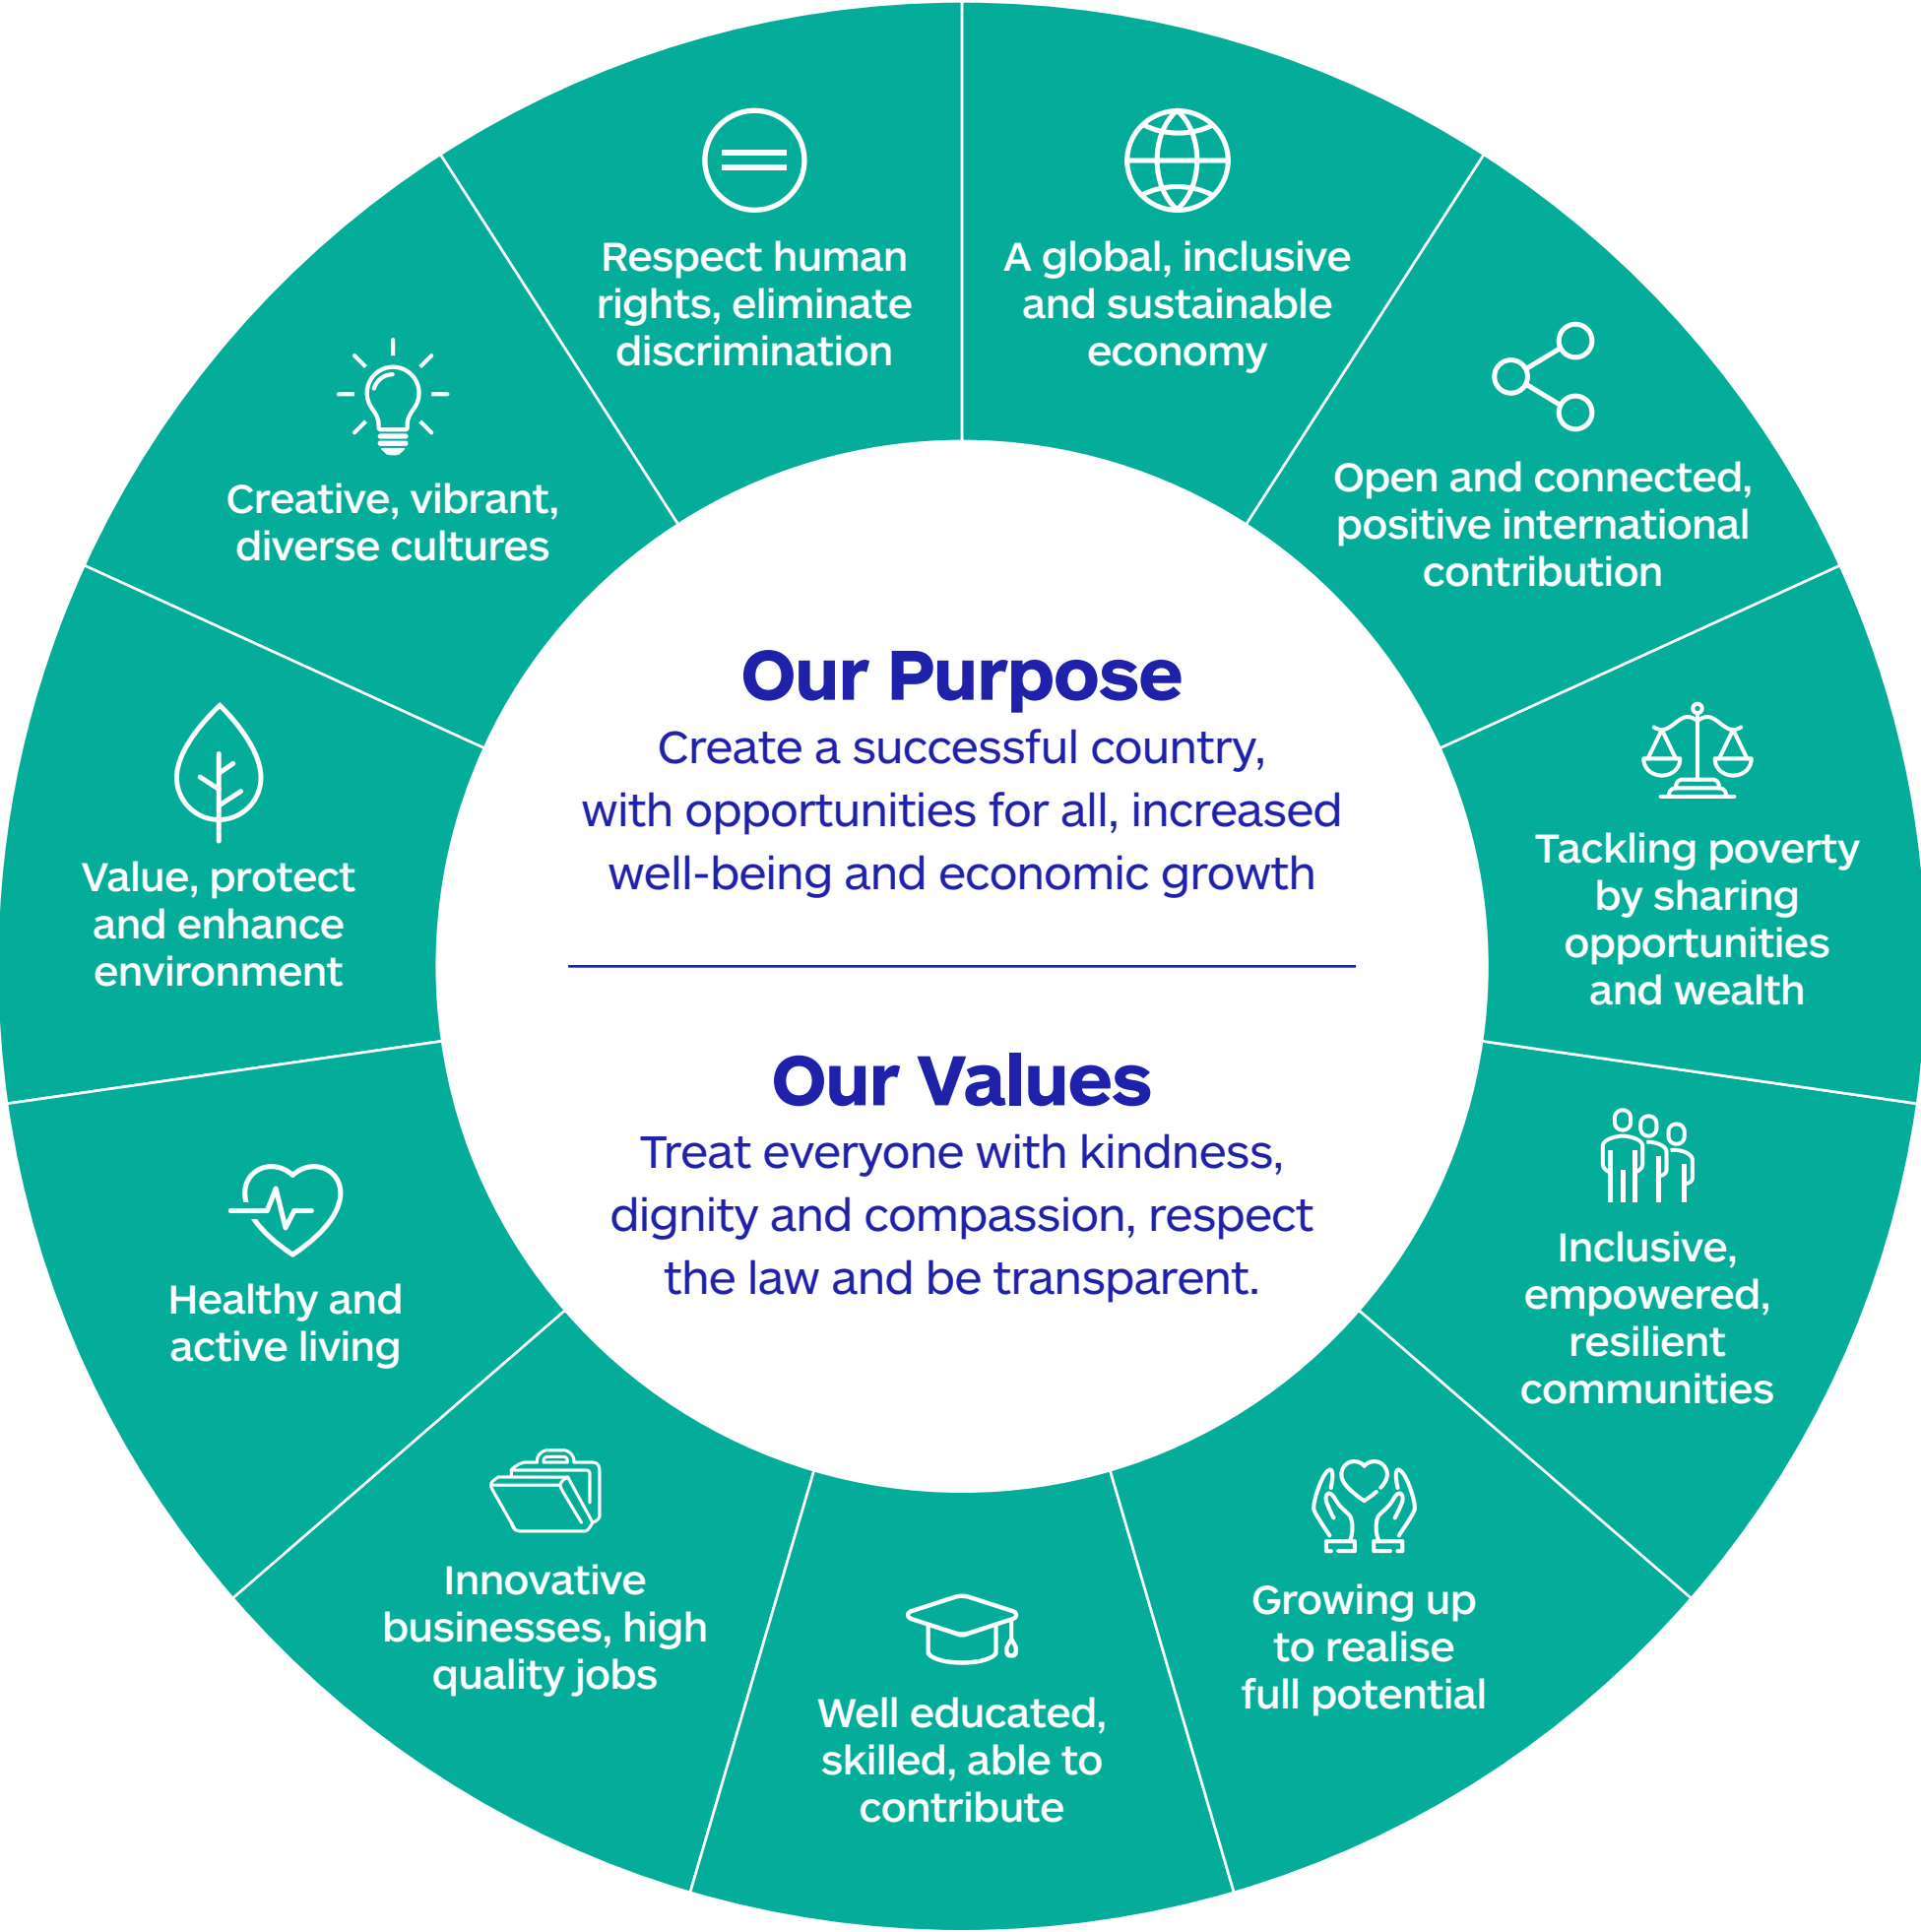 Respect human
rights, eliminate
discrimination
A global, inclusive
and sustainable
economy
Open and connected,
positive international
contribution
Tackling poverty
by sharing
opportunities
and wealth
Inclusive,
empowered,
resilient
communities
Growing up
to realise
full potential
Well educated,
skilled, able to
contribute
Innovative
businesses, high
quality jobs
Healthy and
active living
Value, protect
and enhance
environment
Creative, vibrant,
diverse cultures
Our Purpose
Create a successful country,
with opportunities for all, increased
well-being and economic growth
Our Values
Treat everyone with kindness,
dignity and compassion, respect
the law and be transparent.